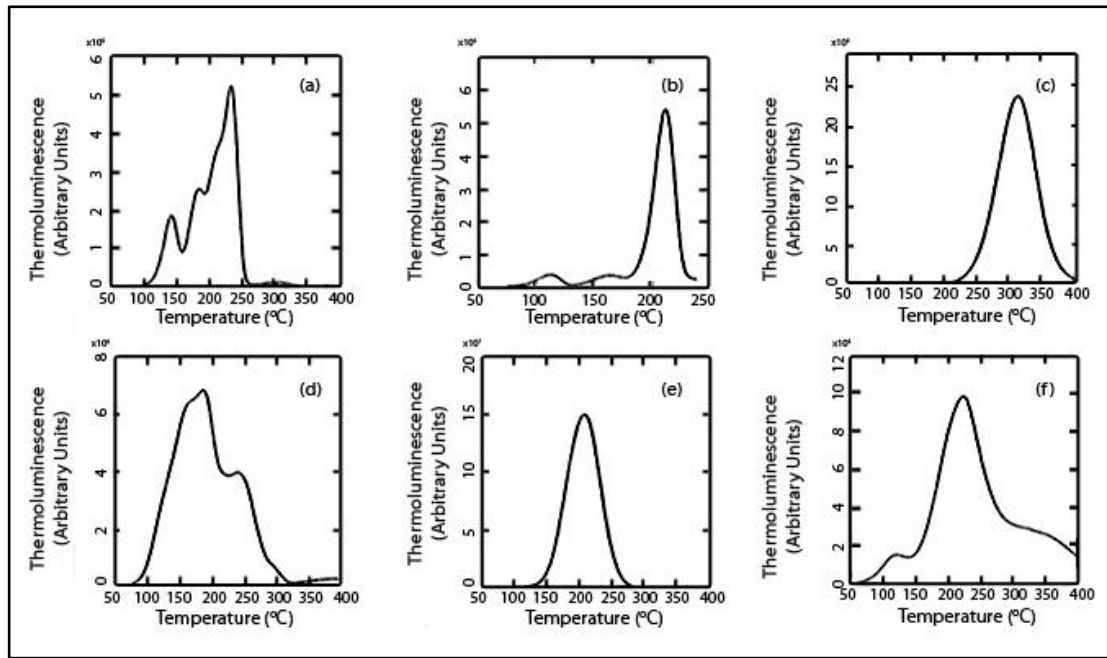 (a)
Thermoluminescence
(Arbitrary Units)
6
5
4
3
2
1
0
50 100 150 200 250 300 350 400
Temperature (ºC)
(b)
Thermoluminescence
(Arbitrary Units)
6
5
4
3
2
1
0
50 100 150 200 250
Temperature (ºC)
(c)
Thermoluminescence
(Arbitrary Units)
25
20
15
10
5
0
50 100 150 200 250 300 350 400
Temperature (ºC)
(d)
Thermoluminescence
(Arbitrary Units)
8
6
4
2
0
50 100 150 200 250 300 350 400
Temperature (ºC)
(e)
Thermoluminescence
(Arbitrary Units)
20
15
10
5
0
50 100 150 200 250 300 350 400
Temperature (ºC)
(f)
Thermoluminescence
(Arbitrary Units)
12
10
8
6
4
2
0
50 100 150 200 250 300 350 400
Temperature (ºC)